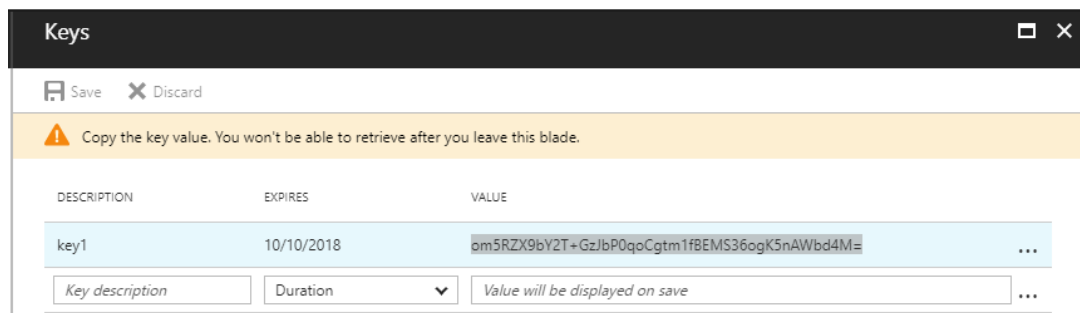 Keys
Save Discard
Copy the key value. You won't be able to retrieve after you leave this blade.
DESCRIPTION EXPIRES VALUE
key1 10/10/2018 om5RZX9bY2T+GzJbP0qoCgtm1fBEMS36ogK5nAWbd4M= ...
Key description Duration Value will be displayed on save ...